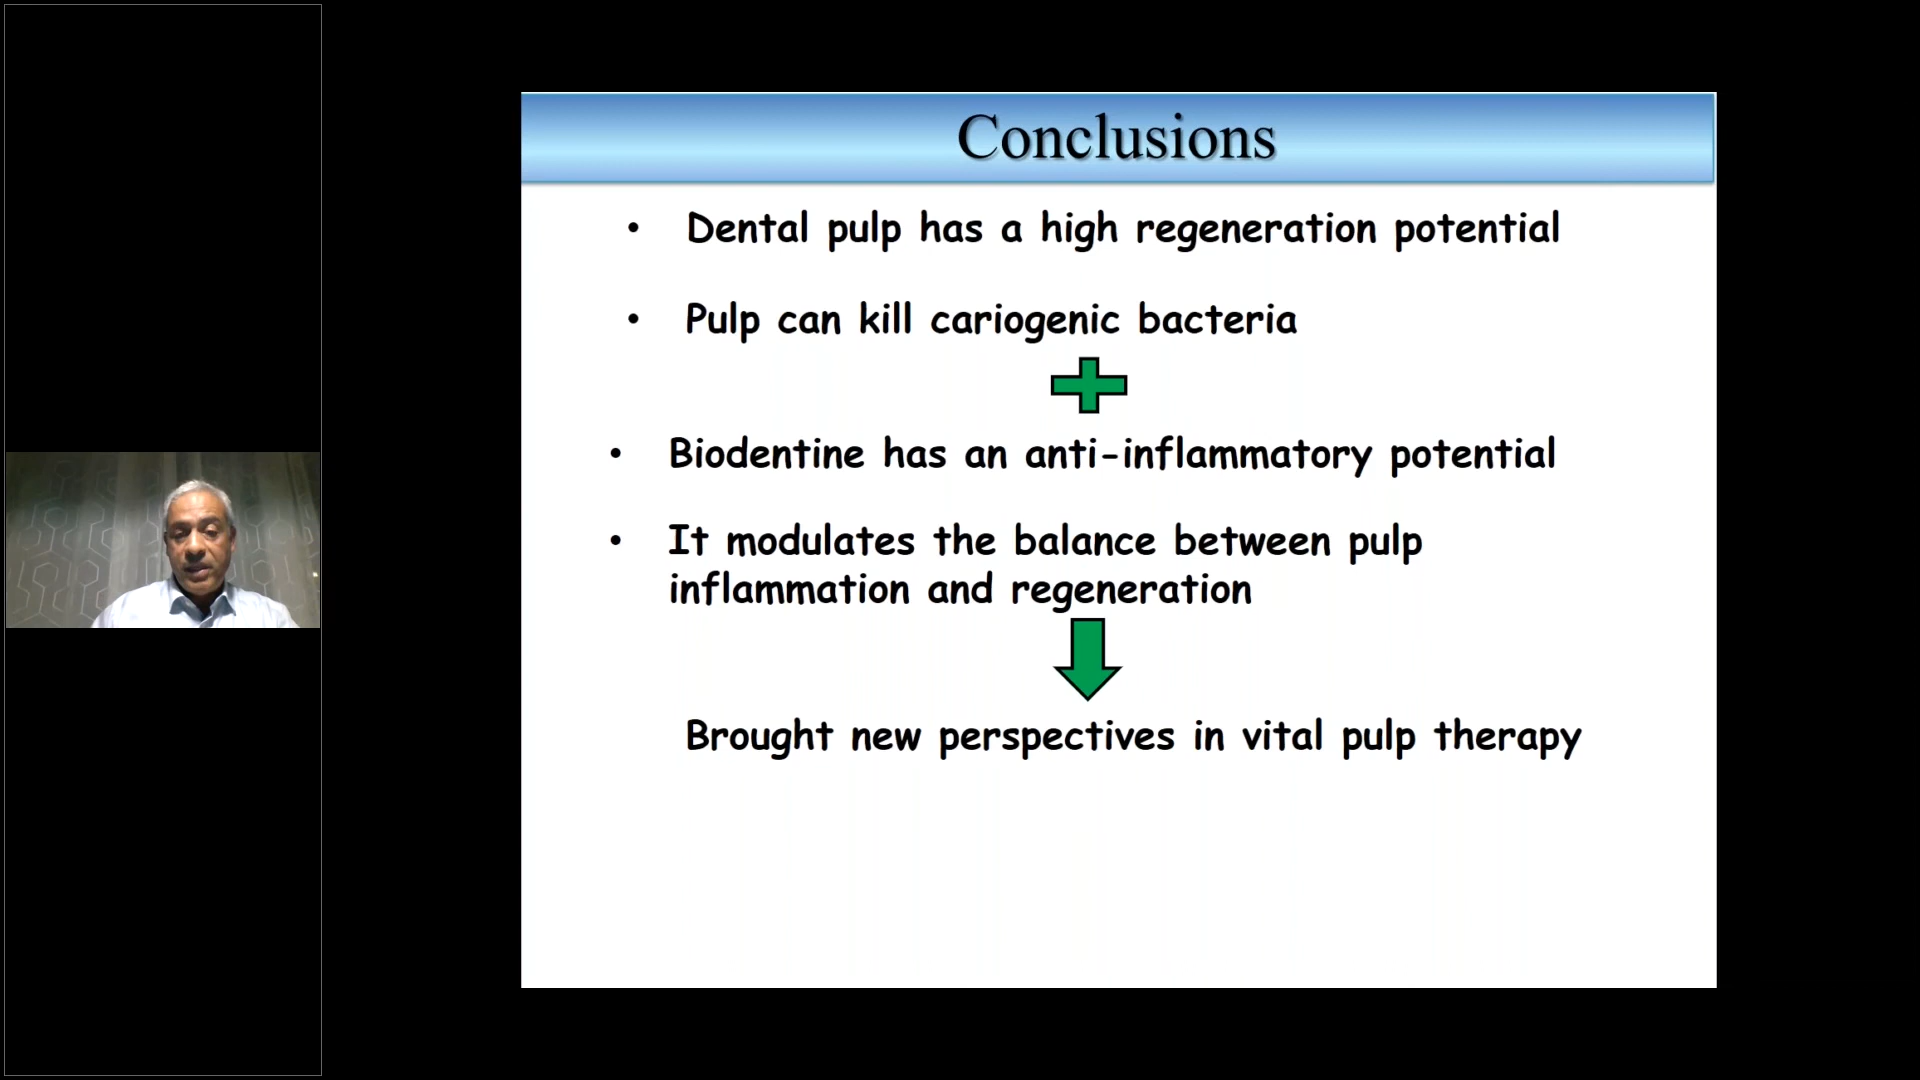 Conclusions
• Dental pulp has a high regeneration potential
• Pulp can kill cariogenic bacteria
• Biodentine has an anti-inflammatory potential
• It modulates the balance between pulp
inflammation and regeneration
Brought new perspectives in vital pulp therapy